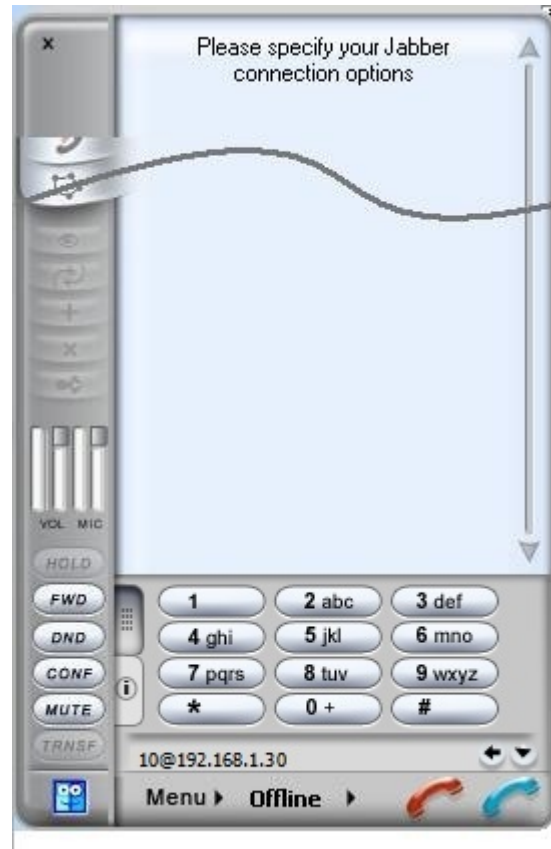 x
Please specify your Jabber
connection options
+
x
VOL MIC
HOLD
FWD
DND
CONF
MUTE
TRNSF
1 2 abc 3 def
4 ghi 5 jkl 6 mno
7 pqrs 8 tuv 9 wxyz
* 0 + #
i
10@192.168.1.30
Menu Offline